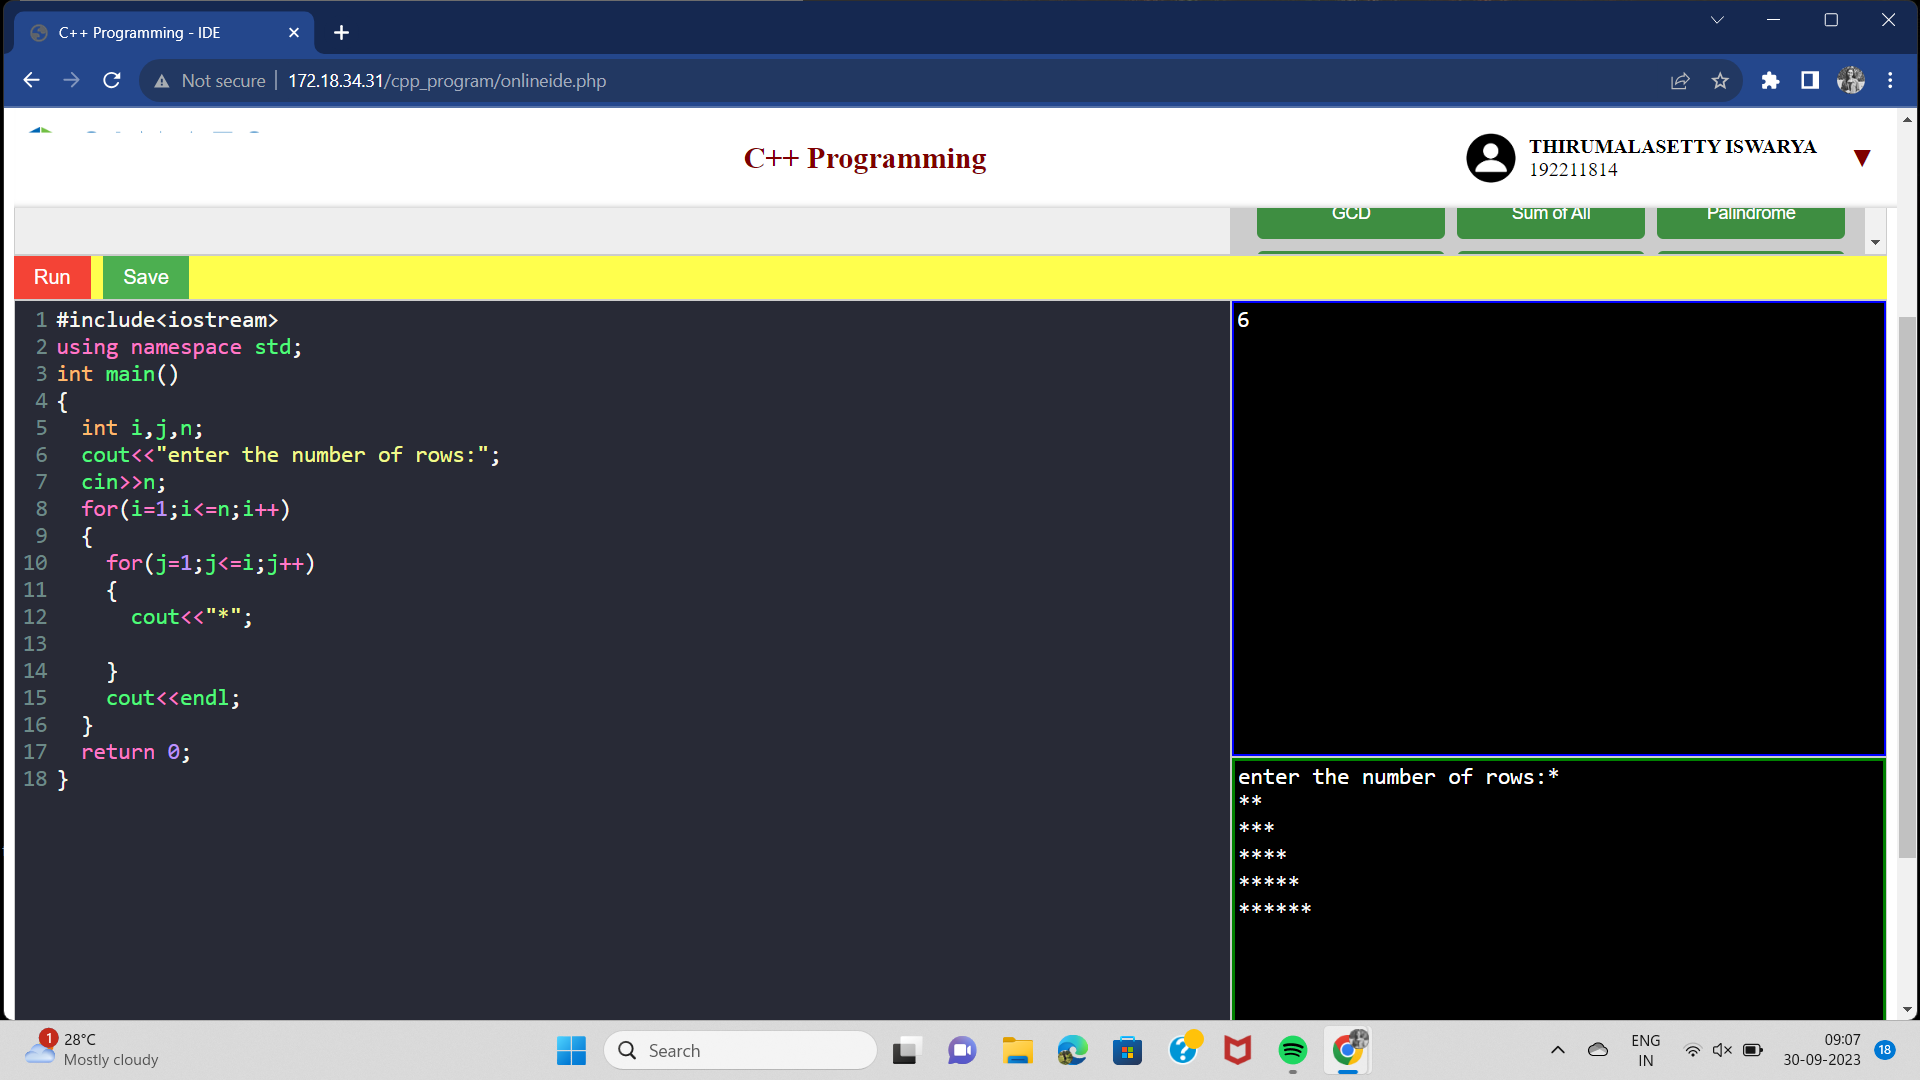 C++ Programming - IDE
Not secure
172.18.34.31/cpp_program/onlineide.php
C++ Programming
THIRUMALASETTY ISWARYA
192211814
GCD
Sum of All
Palindrome
Run
Save
1 #include<iostream>
2 using namespace std;
3 int main()
4 {
5   int i,j,n;
6   cout<<"enter the number of rows:";
7   cin>>n;
8   for(i=1;i<=n;i++)
9   {
10     for(j=1;j<=i;j++)
11     {
12       cout<<"*";
13
14     }
15     cout<<endl;
16   }
17   return 0;
18 }
6
enter the number of rows:*
**
***
****
*****
******
1
28°C
Mostly cloudy
Search
ENG
IN
09:07
30-09-2023
18